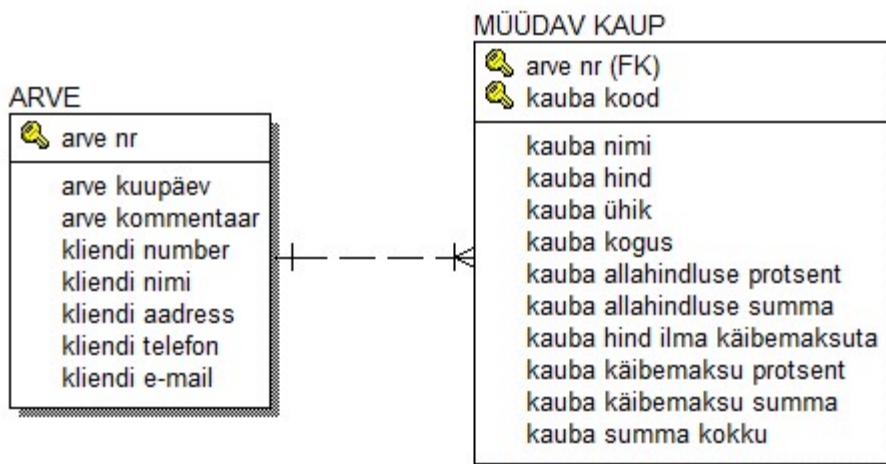 ARVE
arve nr
arve kuupäev
arve kommentaar
kliendi number
kliendi nimi
kliendi aadress
kliendi telefon
kliendi e-mail
MÜÜDAV KAUP
arve nr (FK)
kauba kood
kauba nimi
kauba hind
kauba ühik
kauba kogus
kauba allahindluse protsent
kauba allahindluse summa
kauba hind ilma käibemaksuta
kauba käibemaksu protsent
kauba käibemaksu summa
kauba summa kokku